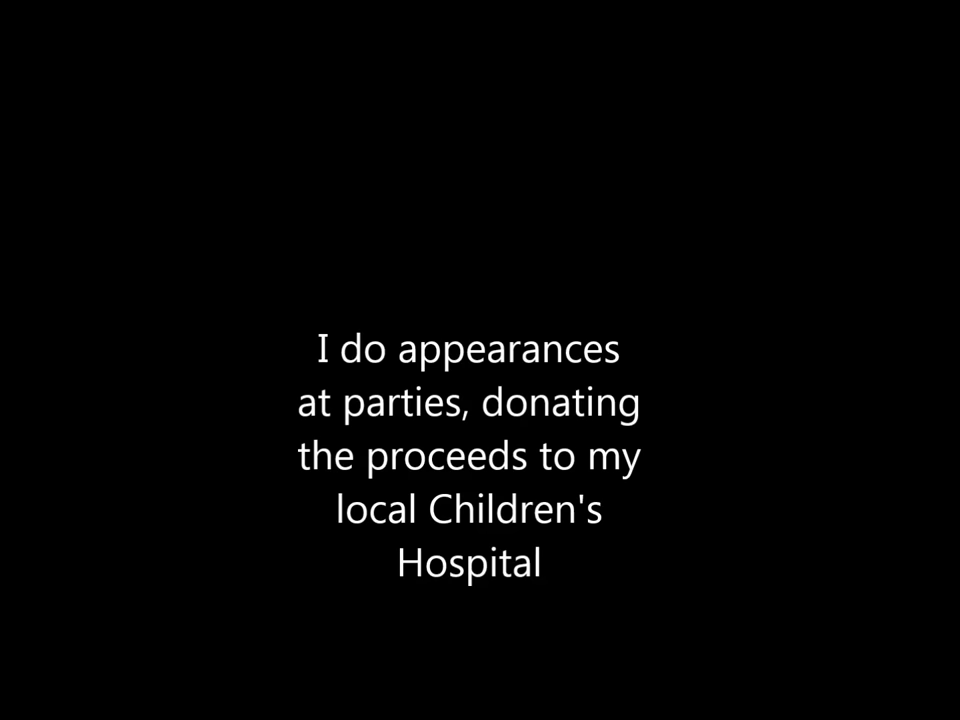 I do appearances
at parties, donating
the proceeds to my
local Children's
Hospital